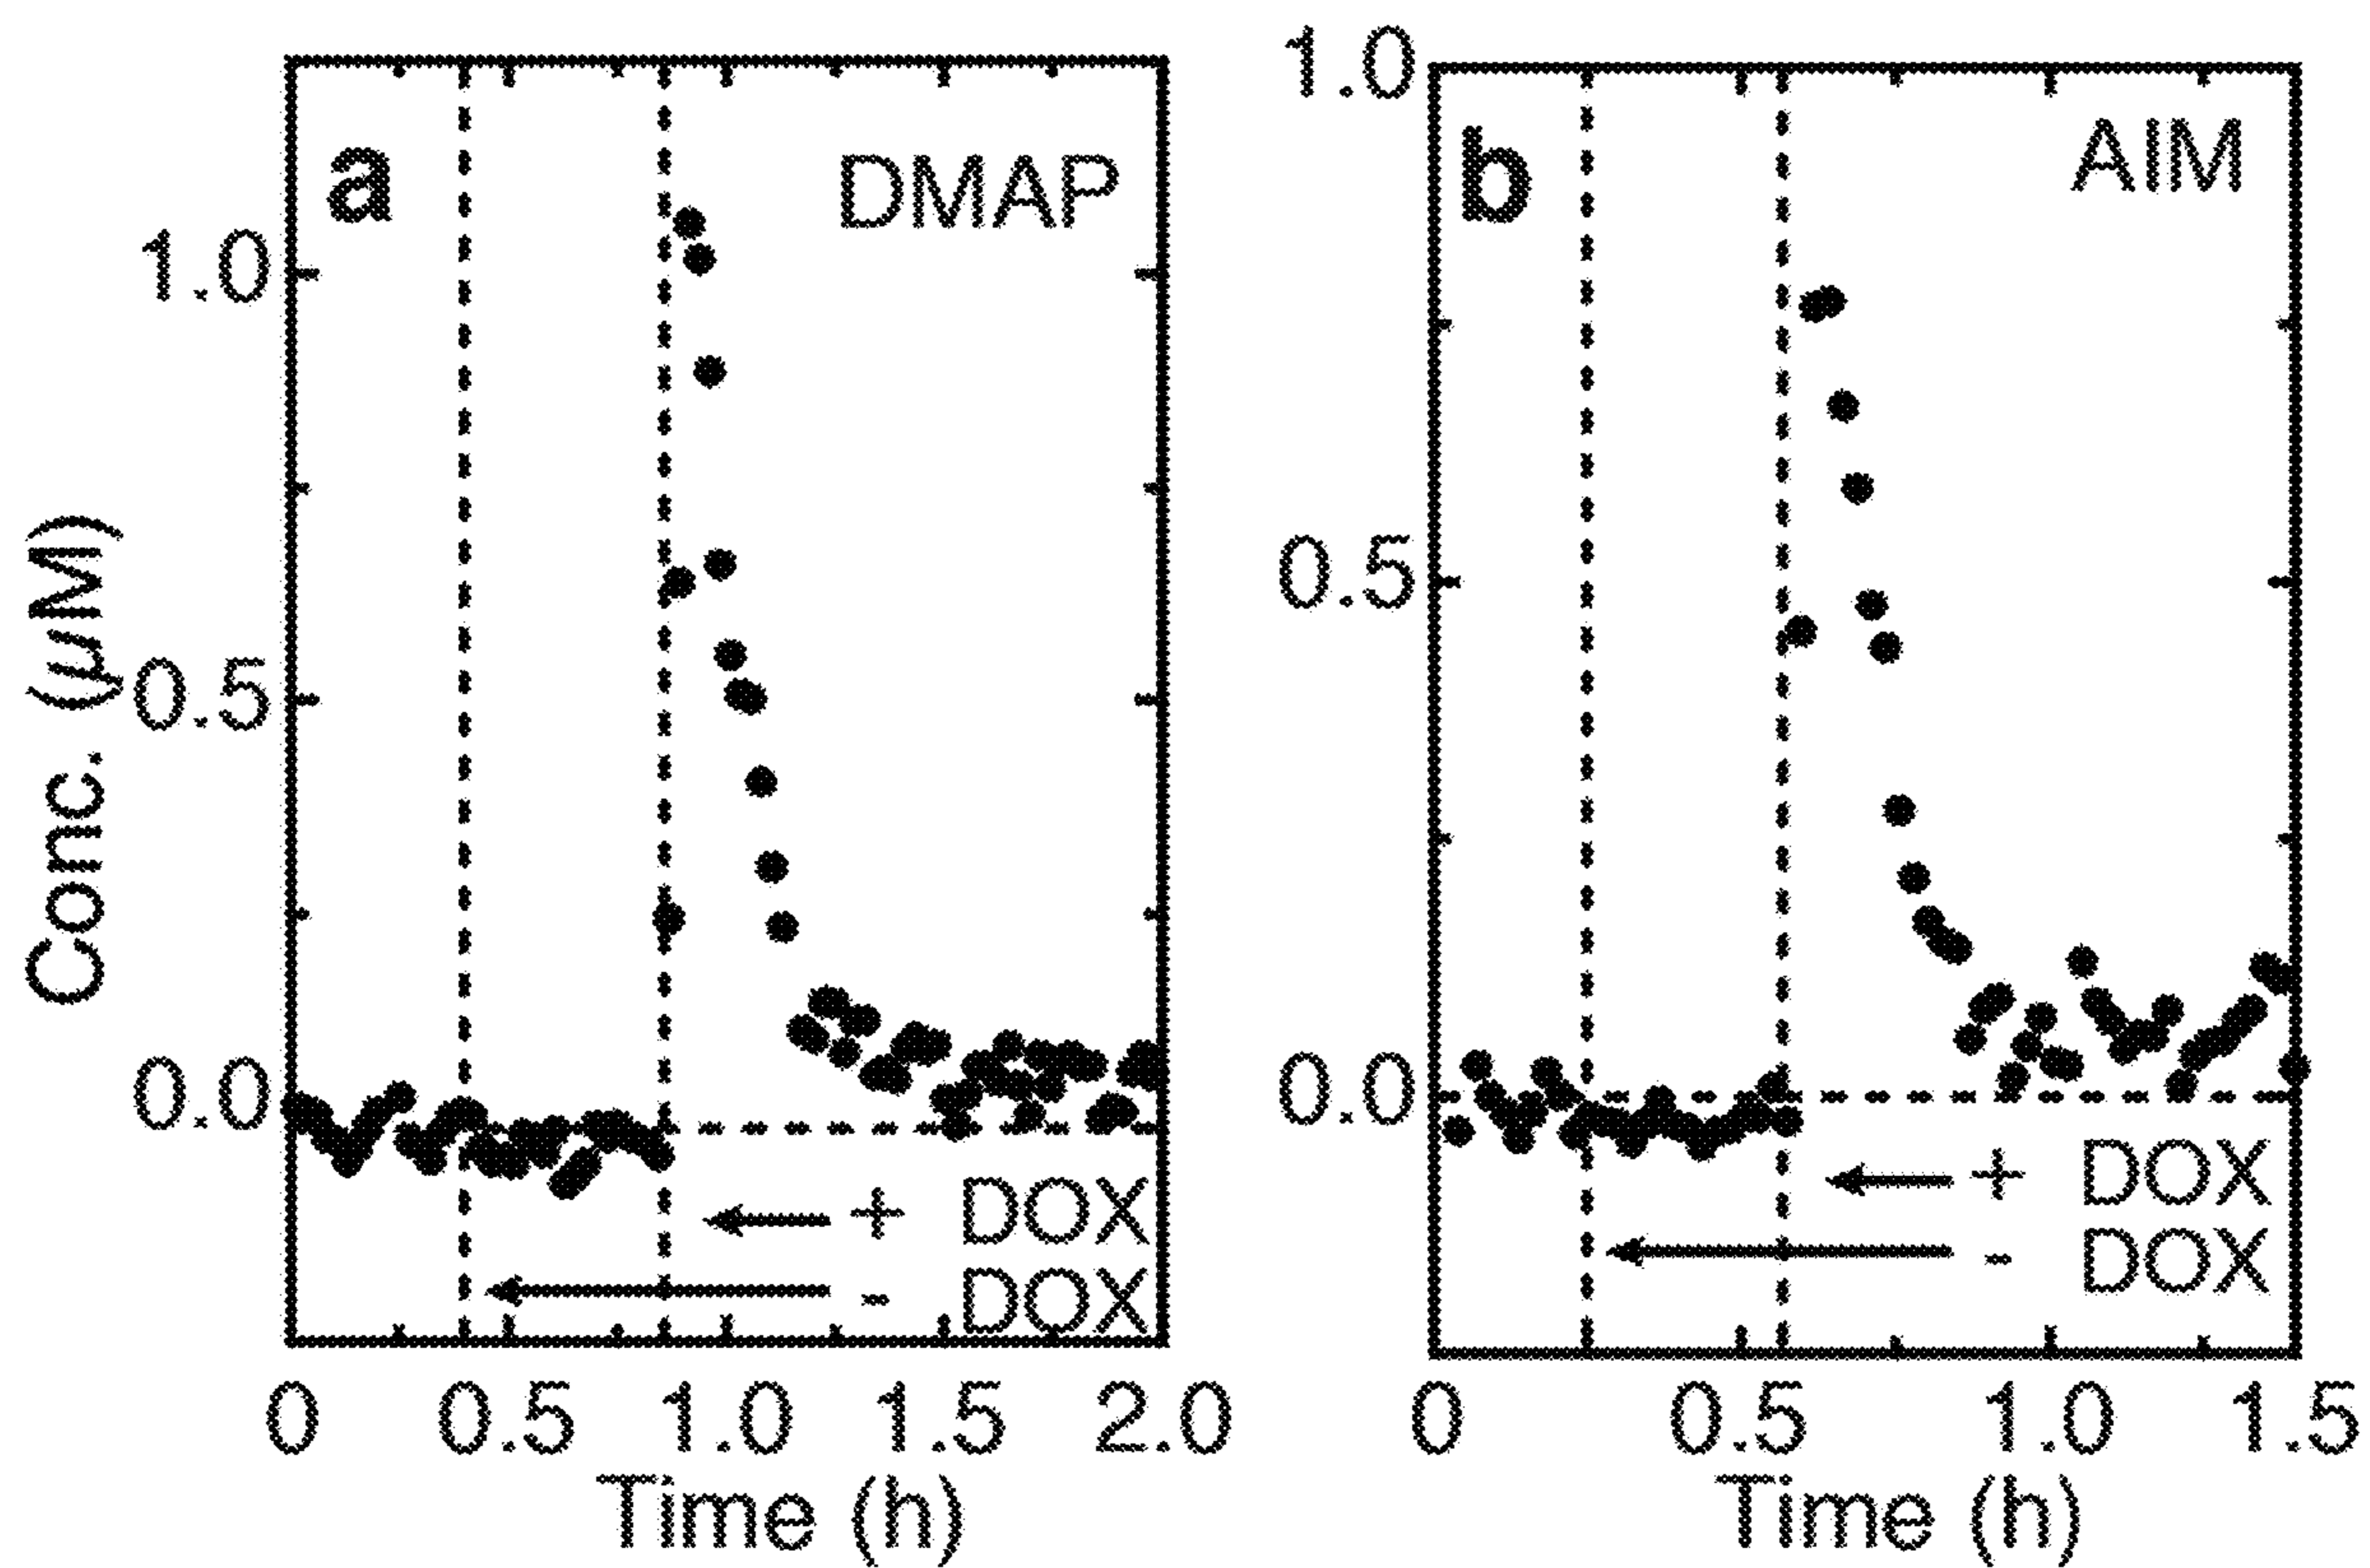 a DMAP
1.0
0.5
0.0
Conc. (μM)
+ DOX
- DOX
0 0.5 1.0 1.5 2.0
Time (h)
b AIM
1.0
0.5
0.0
+ DOX
- DOX
0 0.5 1.0 1.5
Time (h)